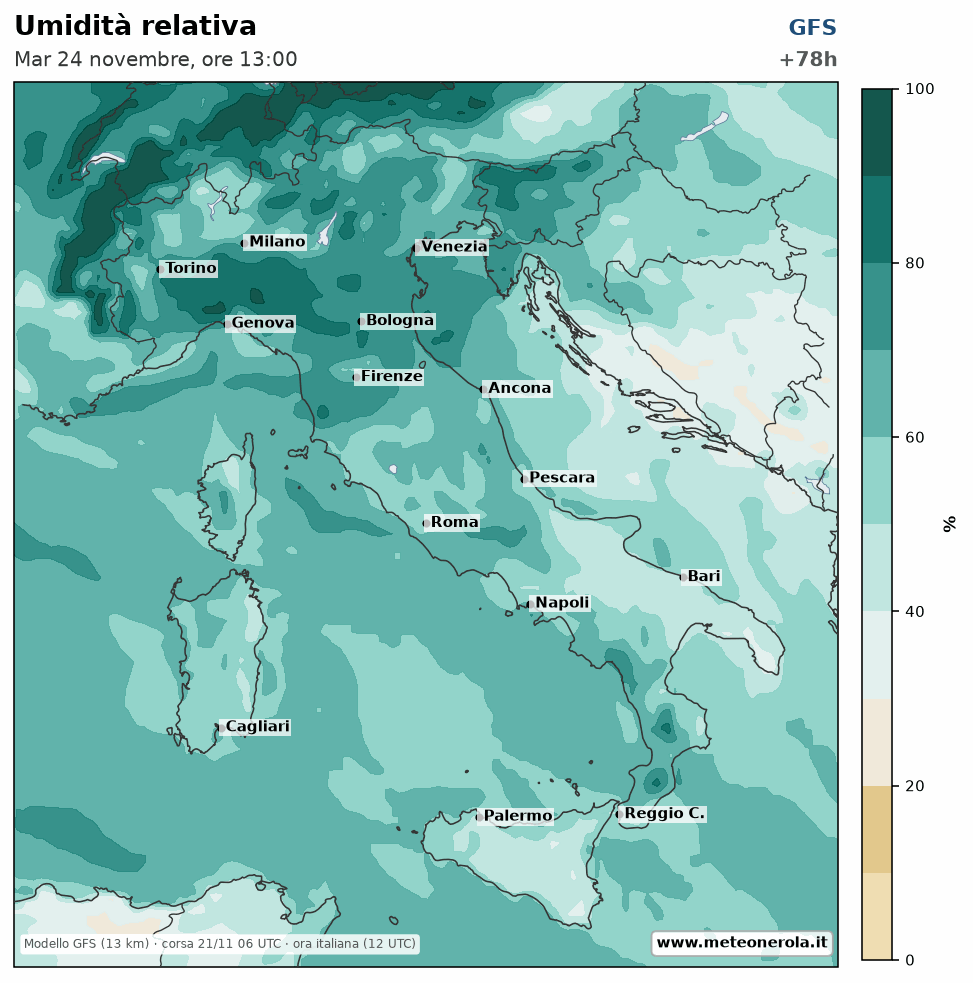 Umidità relativa
GFS
Mar 24 novembre, ore 13:00
+78h
100
80
60
40
20
0
%
Milano
Venezia
Torino
Genova
Bologna
Firenze
Ancona
Pescara
Roma
Bari
Napoli
Cagliari
Palermo
Reggio C.
Modello GFS (13 km) · corsa 21/11 06 UTC · ora italiana (12 UTC)
www.meteonerola.it